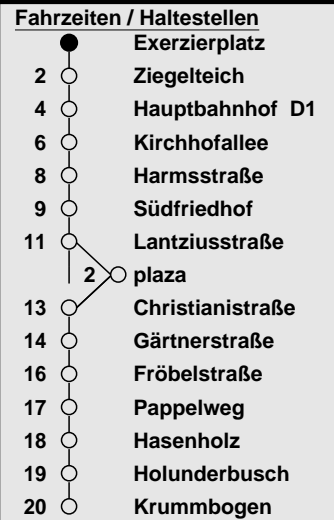 Fahrzeiten / Haltestellen
Exerzierplatz
2 Ziegelteich
4 Hauptbahnhof D1
6 Kirchhofallee
8 Harmsstraße
9 Südfriedhof
11 Lantziusstraße
2 plaza
13 Christianistraße
14 Gärtnerstraße
16 Fröbelstraße
17 Pappelweg
18 Hasenholz
19 Holunderbusch
20 Krummbogen